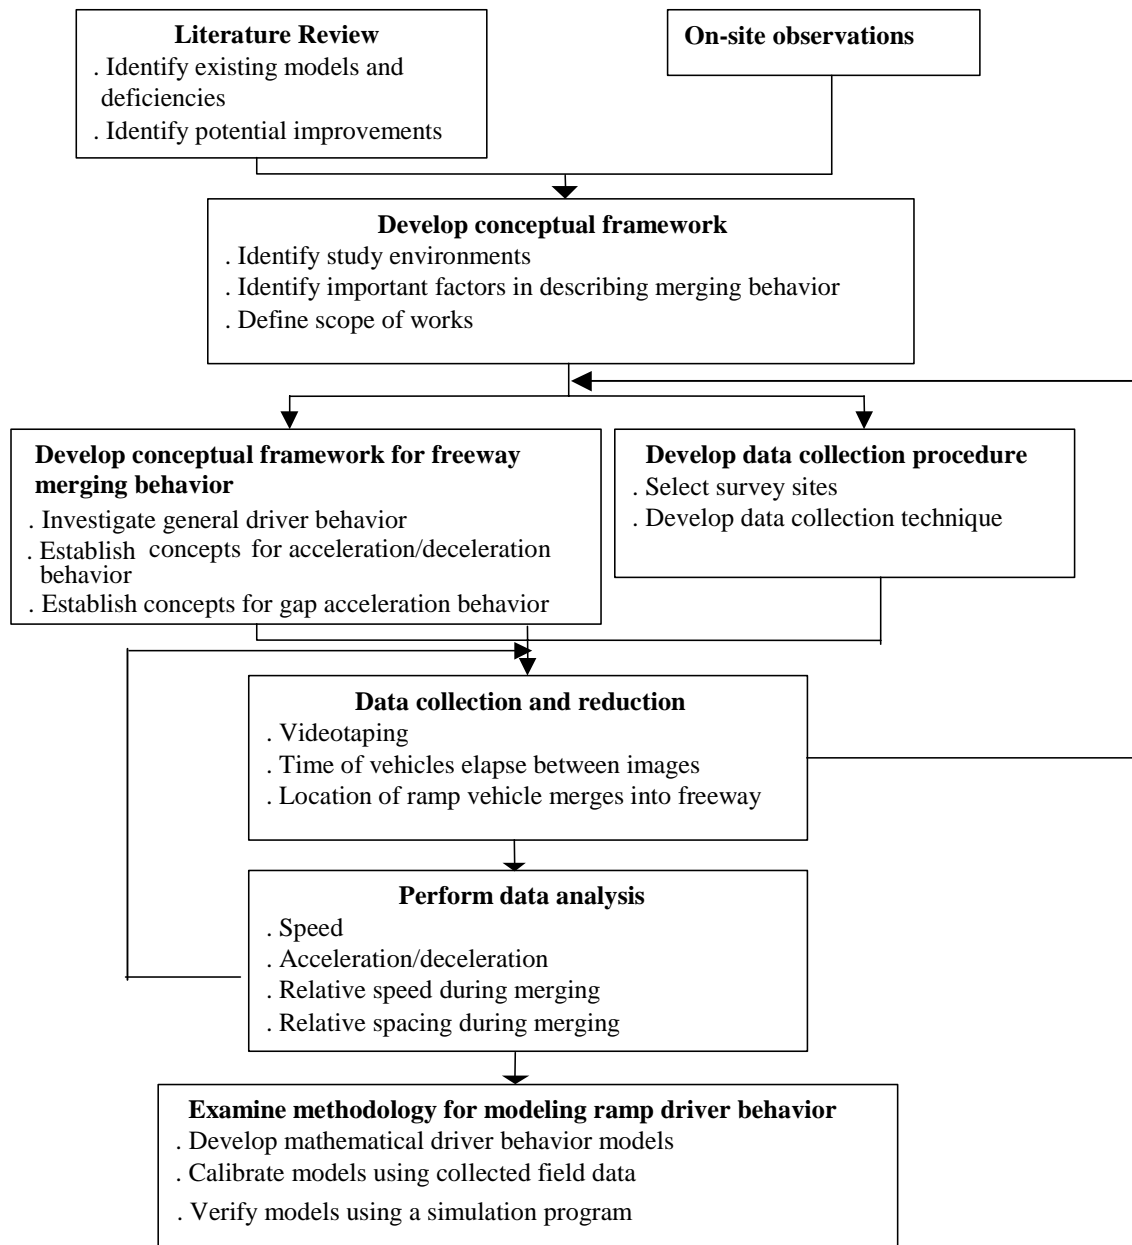 Literature Review
. Identify existing models and
deficiencies
. Identify potential improvements
On-site observations
Develop conceptual framework
. Identify study environments
. Identify important factors in describing merging behavior
. Define scope of works
Develop conceptual framework for freeway
merging behavior
. Investigate general driver behavior
. Establish concepts for acceleration/deceleration
behavior
. Establish concepts for gap acceleration behavior
Develop data collection procedure
. Select survey sites
. Develop data collection technique
Data collection and reduction
. Videotaping
. Time of vehicles elapse between images
. Location of ramp vehicle merges into freeway
Perform data analysis
. Speed
. Acceleration/deceleration
. Relative speed during merging
. Relative spacing during merging
Examine methodology for modeling ramp driver behavior
. Develop mathematical driver behavior models
. Calibrate models using collected field data
. Verify models using a simulation program